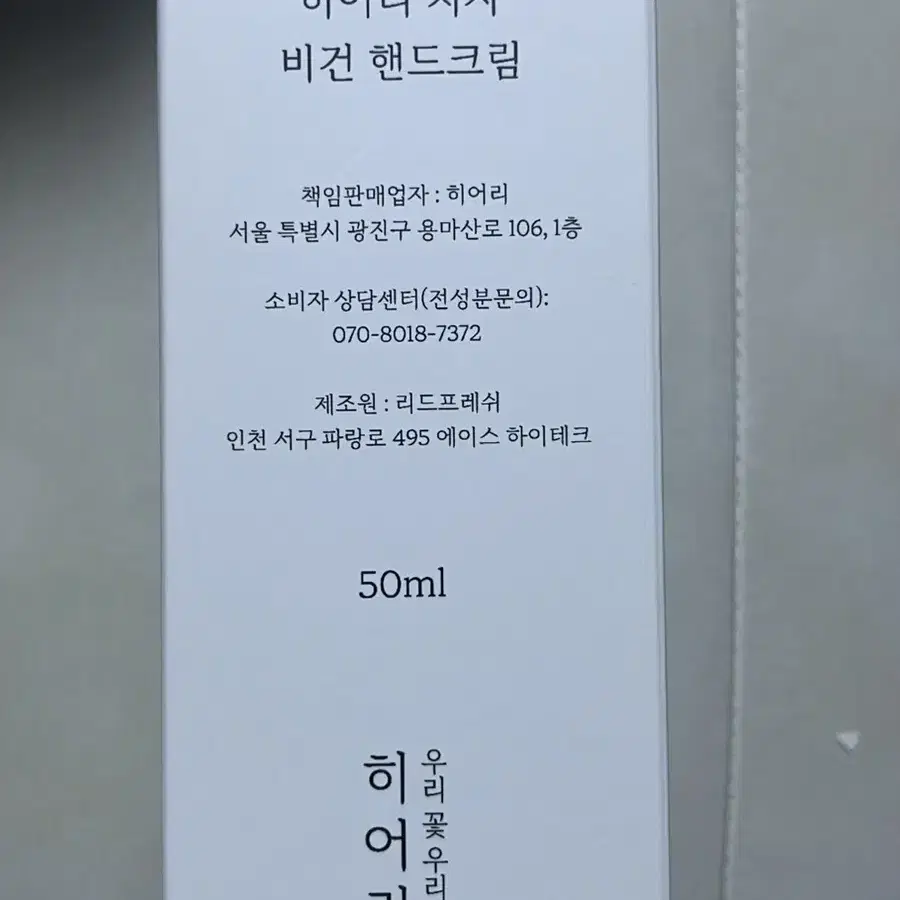 비건 핸드크림
책임판매업자 : 히어리
서울 특별시 광진구 용마산로 106, 1층
소비자 상담센터(전성분문의):
070-8018-7372
제조원 : 리드프레쉬
인천 서구 파랑로 495 에이스 하이테크
50ml
히어리
우리 꽃 우리